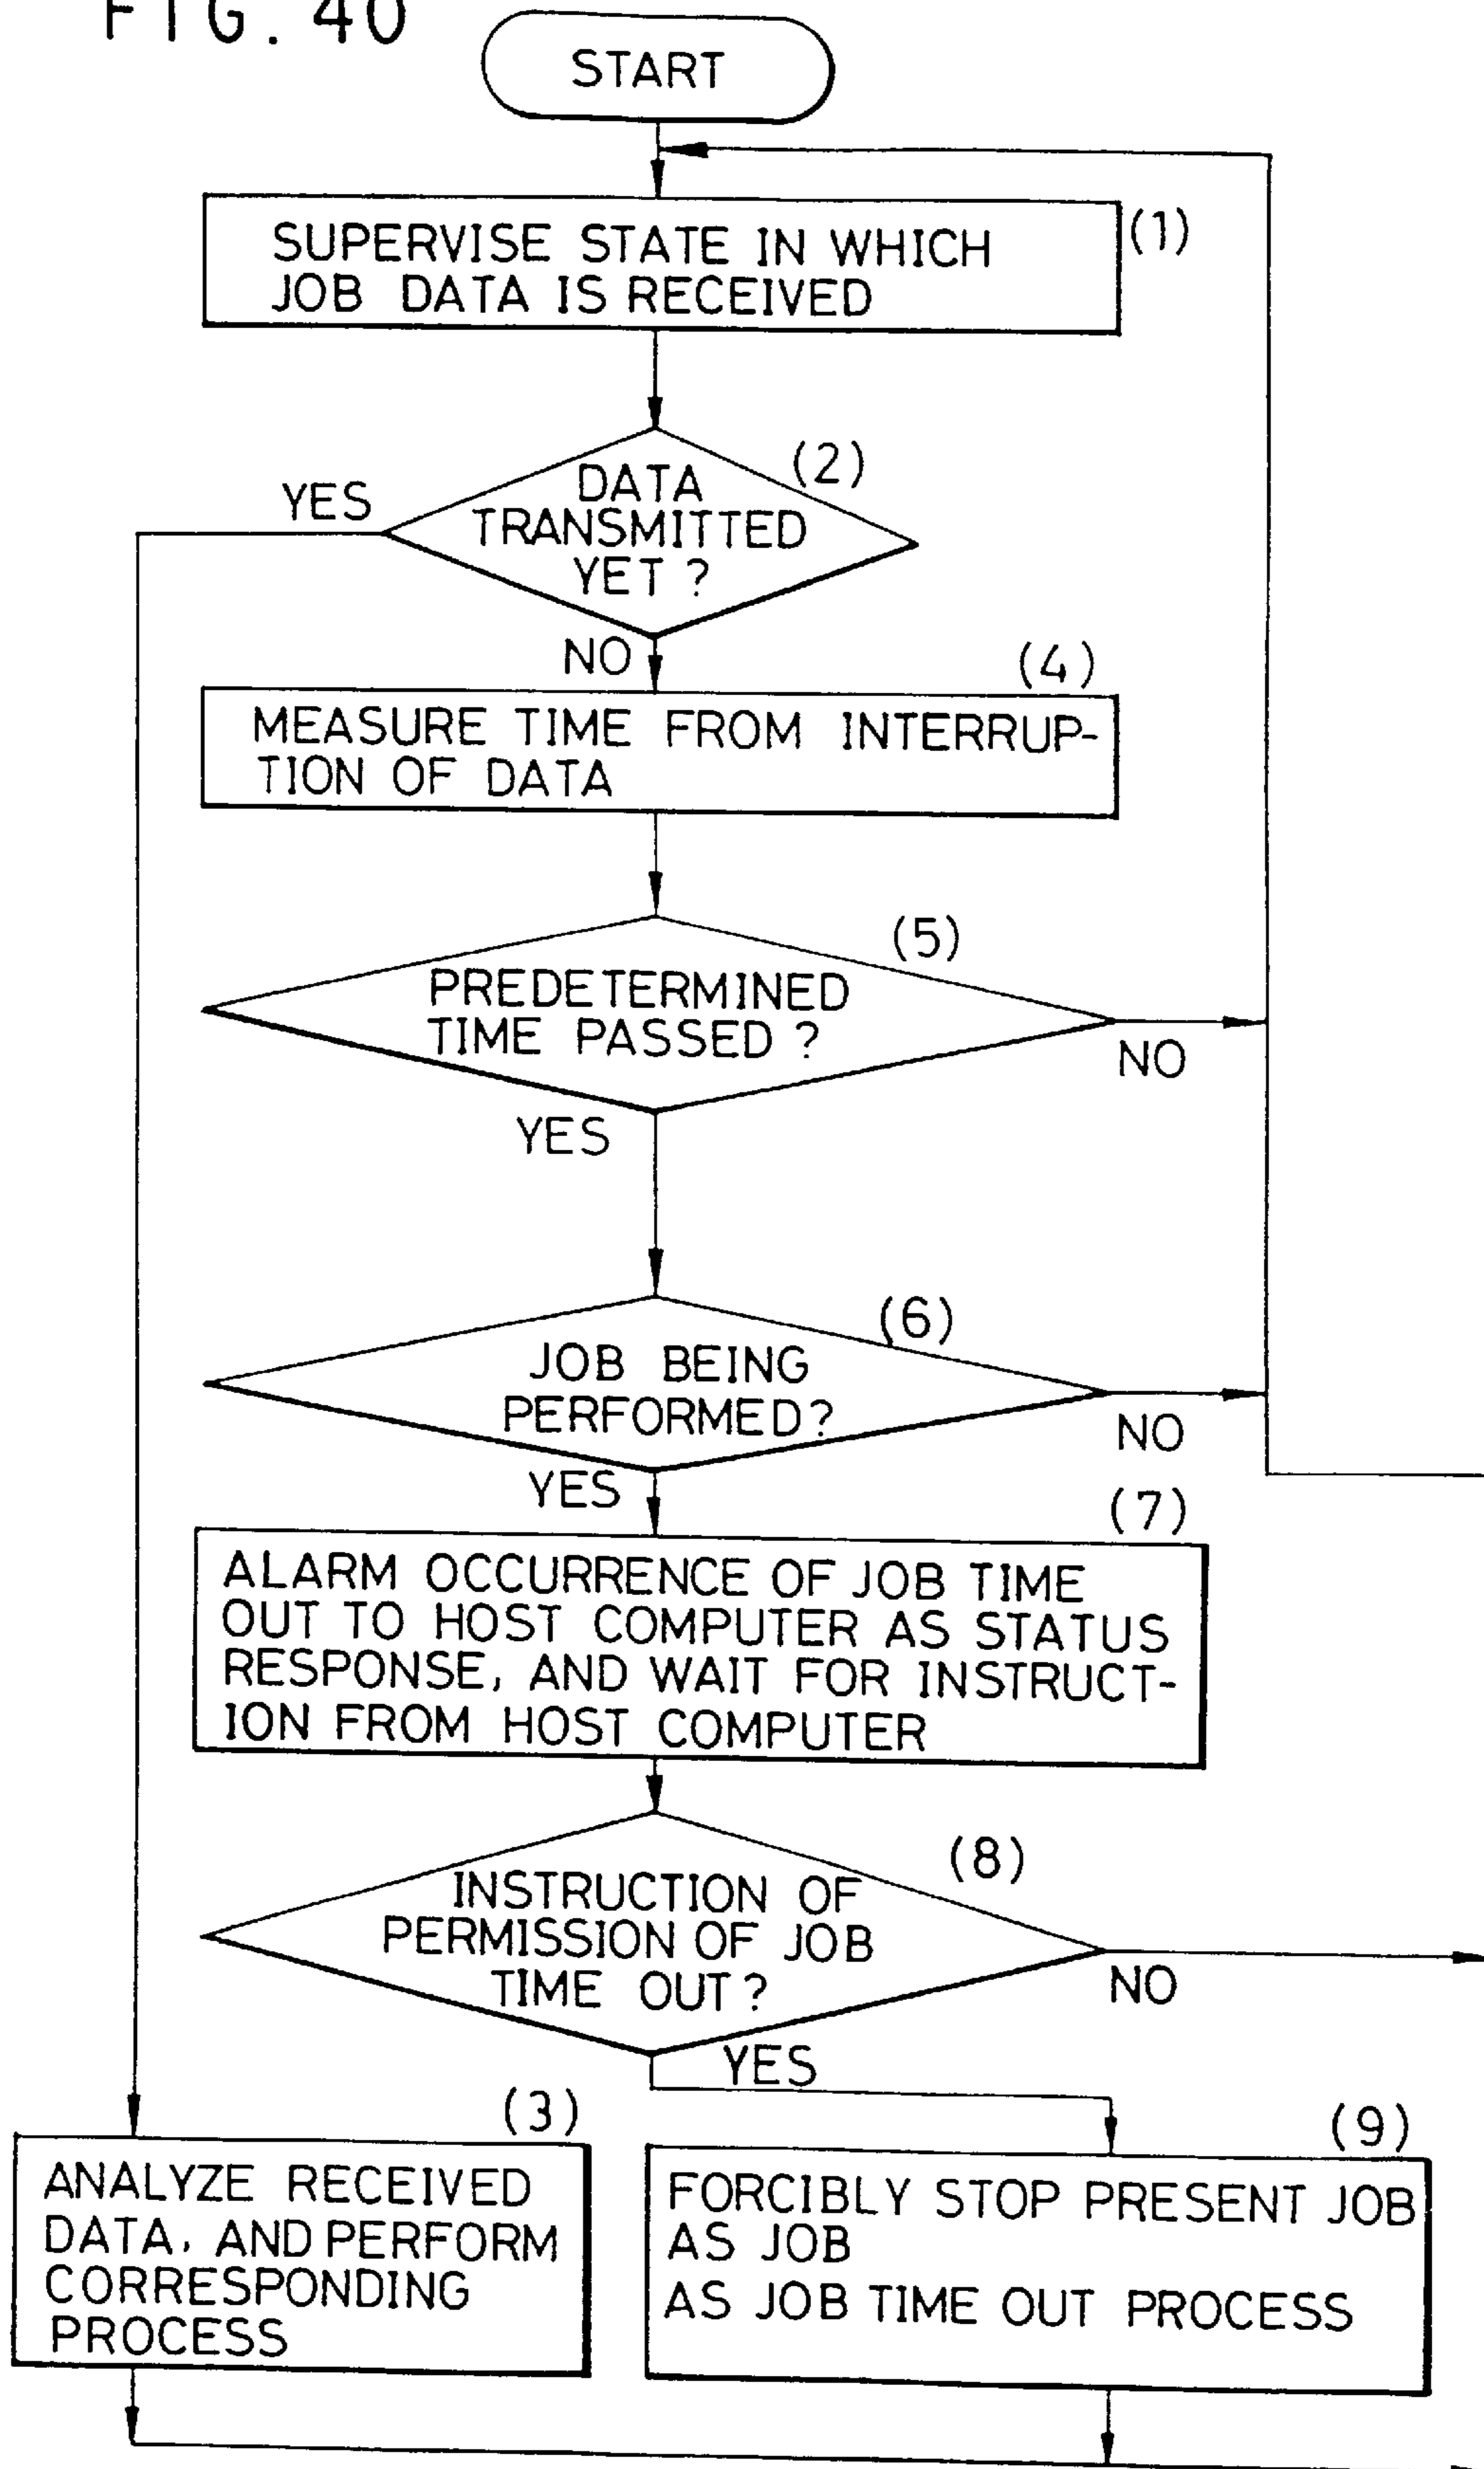 FIG. 40
START
(1)
SUPERVISE STATE IN WHICH
JOB DATA IS RECEIVED
(2)
YES
DATA
TRANSMITTED
YET ?
NO
(4)
MEASURE TIME FROM INTERRUP-
TION OF DATA
(5)
PREDETERMINED
TIME PASSED ?
NO
YES
(6)
JOB BEING
PERFORMED?
NO
YES
(7)
ALARM OCCURRENCE OF JOB TIME
OUT TO HOST COMPUTER AS STATUS
RESPONSE, AND WAIT FOR INSTRUCT-
ION FROM HOST COMPUTER
(8)
INSTRUCTION OF
PERMISSION OF JOB
TIME OUT?
NO
YES
(3)
ANALYZE RECEIVED
DATA, AND PERFORM
CORRESPONDING
PROCESS
(9)
FORCIBLY STOP PRESENT JOB
AS JOB
AS JOB TIME OUT PROCESS